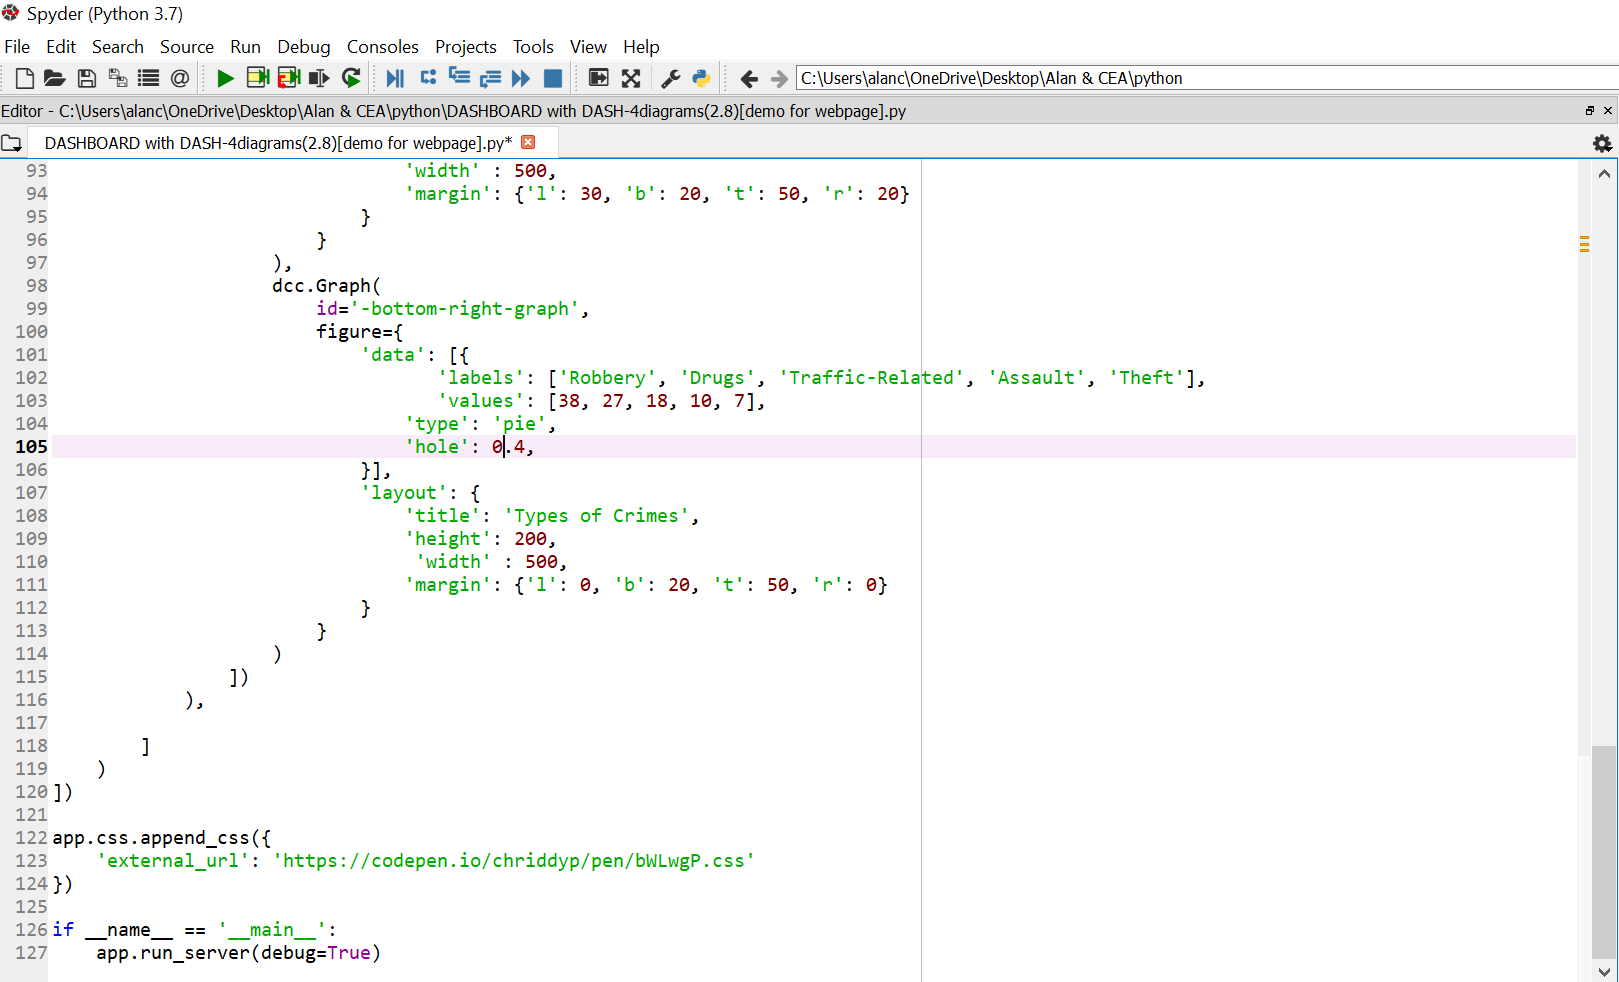 Spyder (Python 3.7)
File Edit Search Source Run Debug Consoles Projects Tools View Help
C:\Users\alanc\OneDrive\Desktop\Alan & CEA\python
Editor - C:\Users\alanc\OneDrive\Desktop\Alan & CEA\python\DASHBOARD with DASH-4diagrams(2.8)[demo for webpage].py
DASHBOARD with DASH-4diagrams(2.8)[demo for webpage].py*
93 'width' : 500,
94 'margin': {'l': 30, 'b': 20, 't': 50, 'r': 20}
95 }
96 }
97 ),
98 dcc.Graph(
99 id='-bottom-right-graph',
100 figure={
101 'data': [{
102 'labels': ['Robbery', 'Drugs', 'Traffic-Related', 'Assault', 'Theft'],
103 'values': [38, 27, 18, 10, 7],
104 'type': 'pie',
105 'hole': 0.4,
106 }],
107 'layout': {
108 'title': 'Types of Crimes',
109 'height': 200,
110 'width' : 500,
111 'margin': {'l': 0, 'b': 20, 't': 50, 'r': 0}
112 }
113 }
114 )
115 ])
116 ),
117
118 ]
119 )
120 ])
121
122 app.css.append_css({
123 'external_url': 'https://codepen.io/chriddyp/pen/bWLwgP.css'
124 })
125
126 if __name__ == '__main__':
127 app.run_server(debug=True)